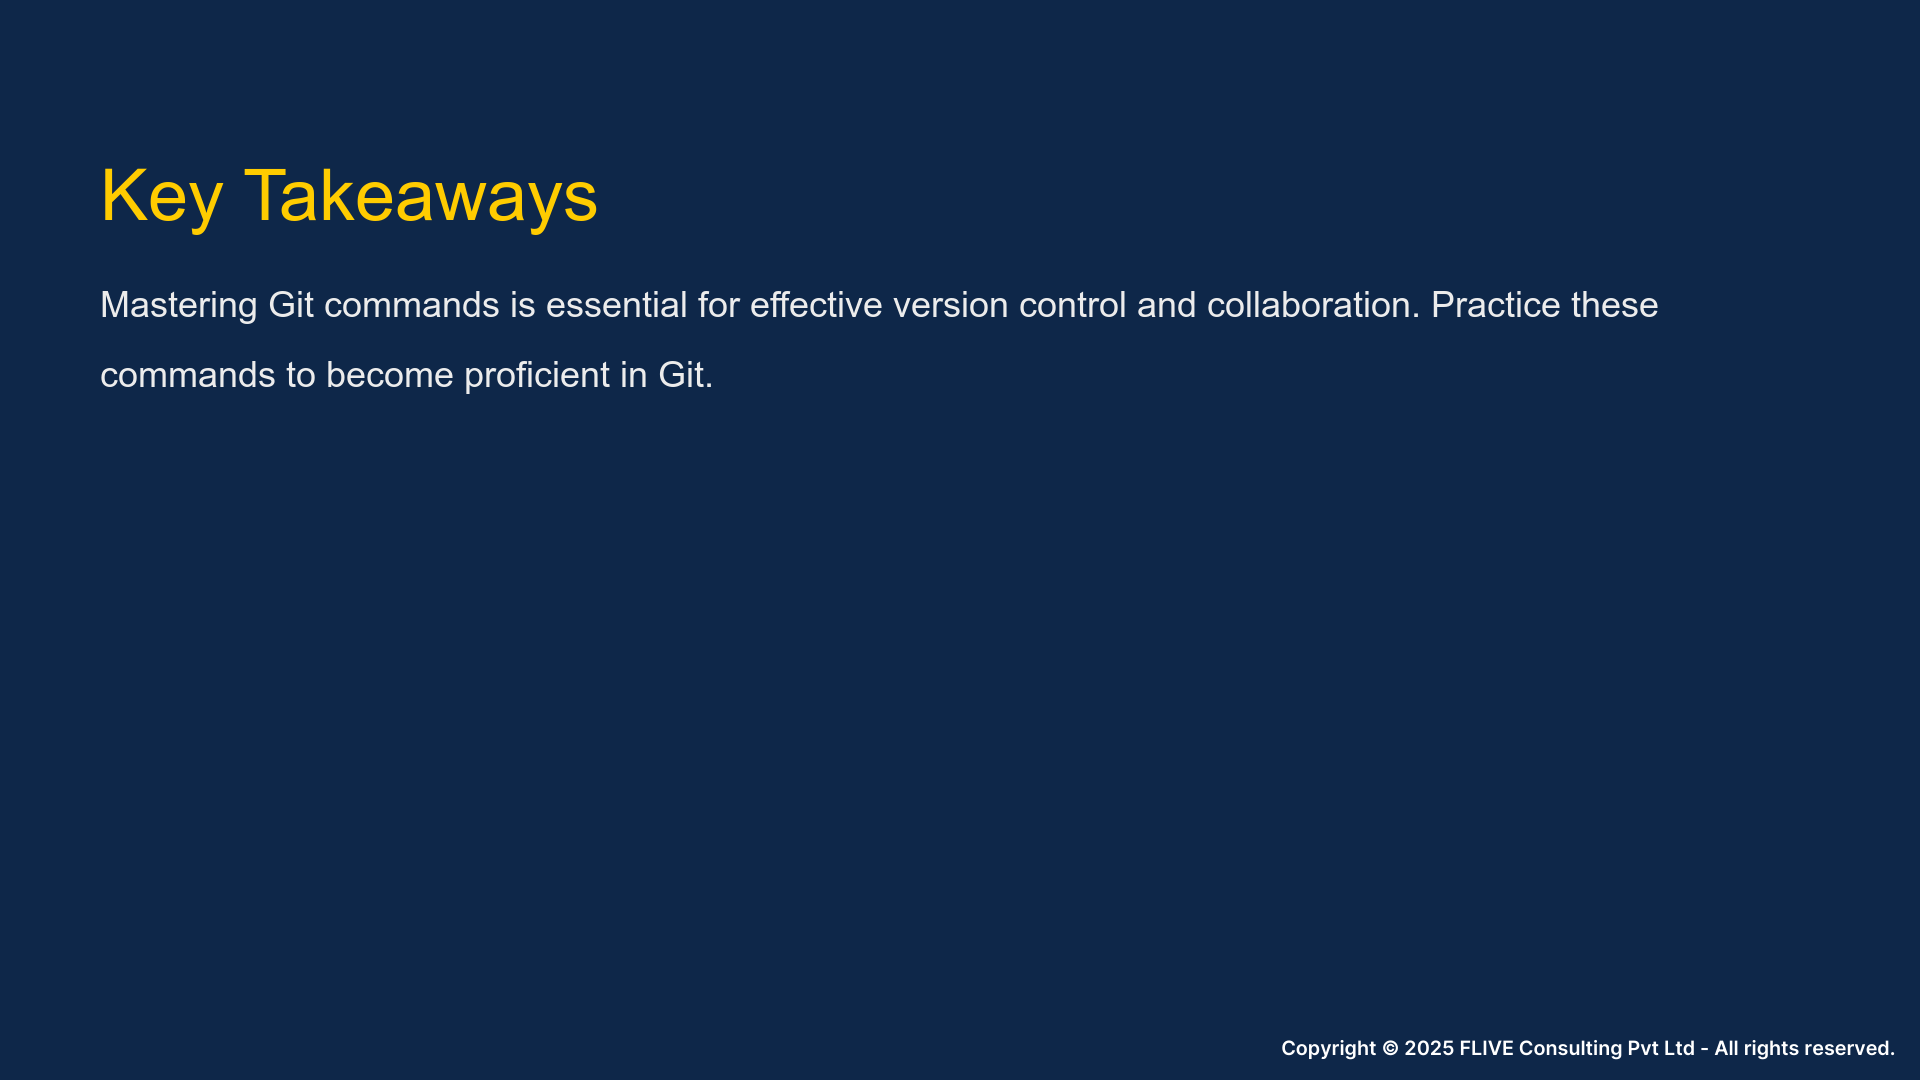 Key Takeaways
Mastering Git commands is essential for effective version control and collaboration. Practice these
commands to become proficient in Git.
Copyright © 2025 FLIVE Consulting Pvt Ltd - All rights reserved.